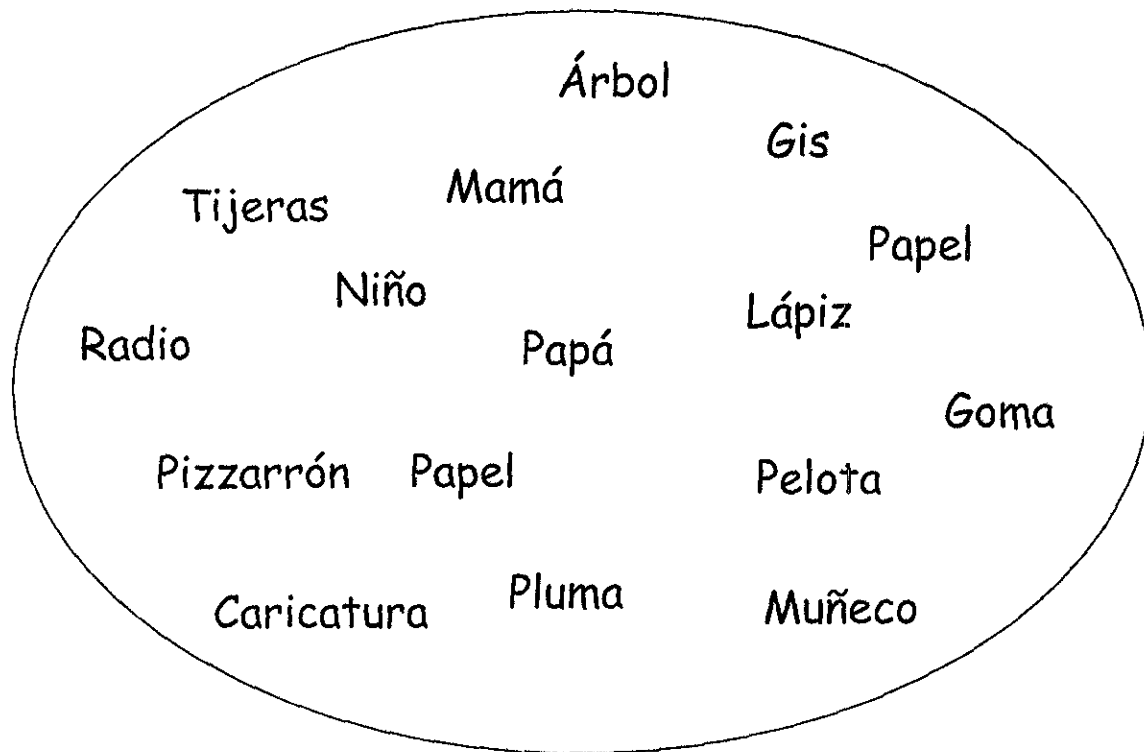 Árbol
Gis
Mamá
Tijeras
Papel
Niño
Lápiz
Radio
Papá
Goma
Pizzarrón
Papel
Pelota
Pluma
Caricatura
Muñeco